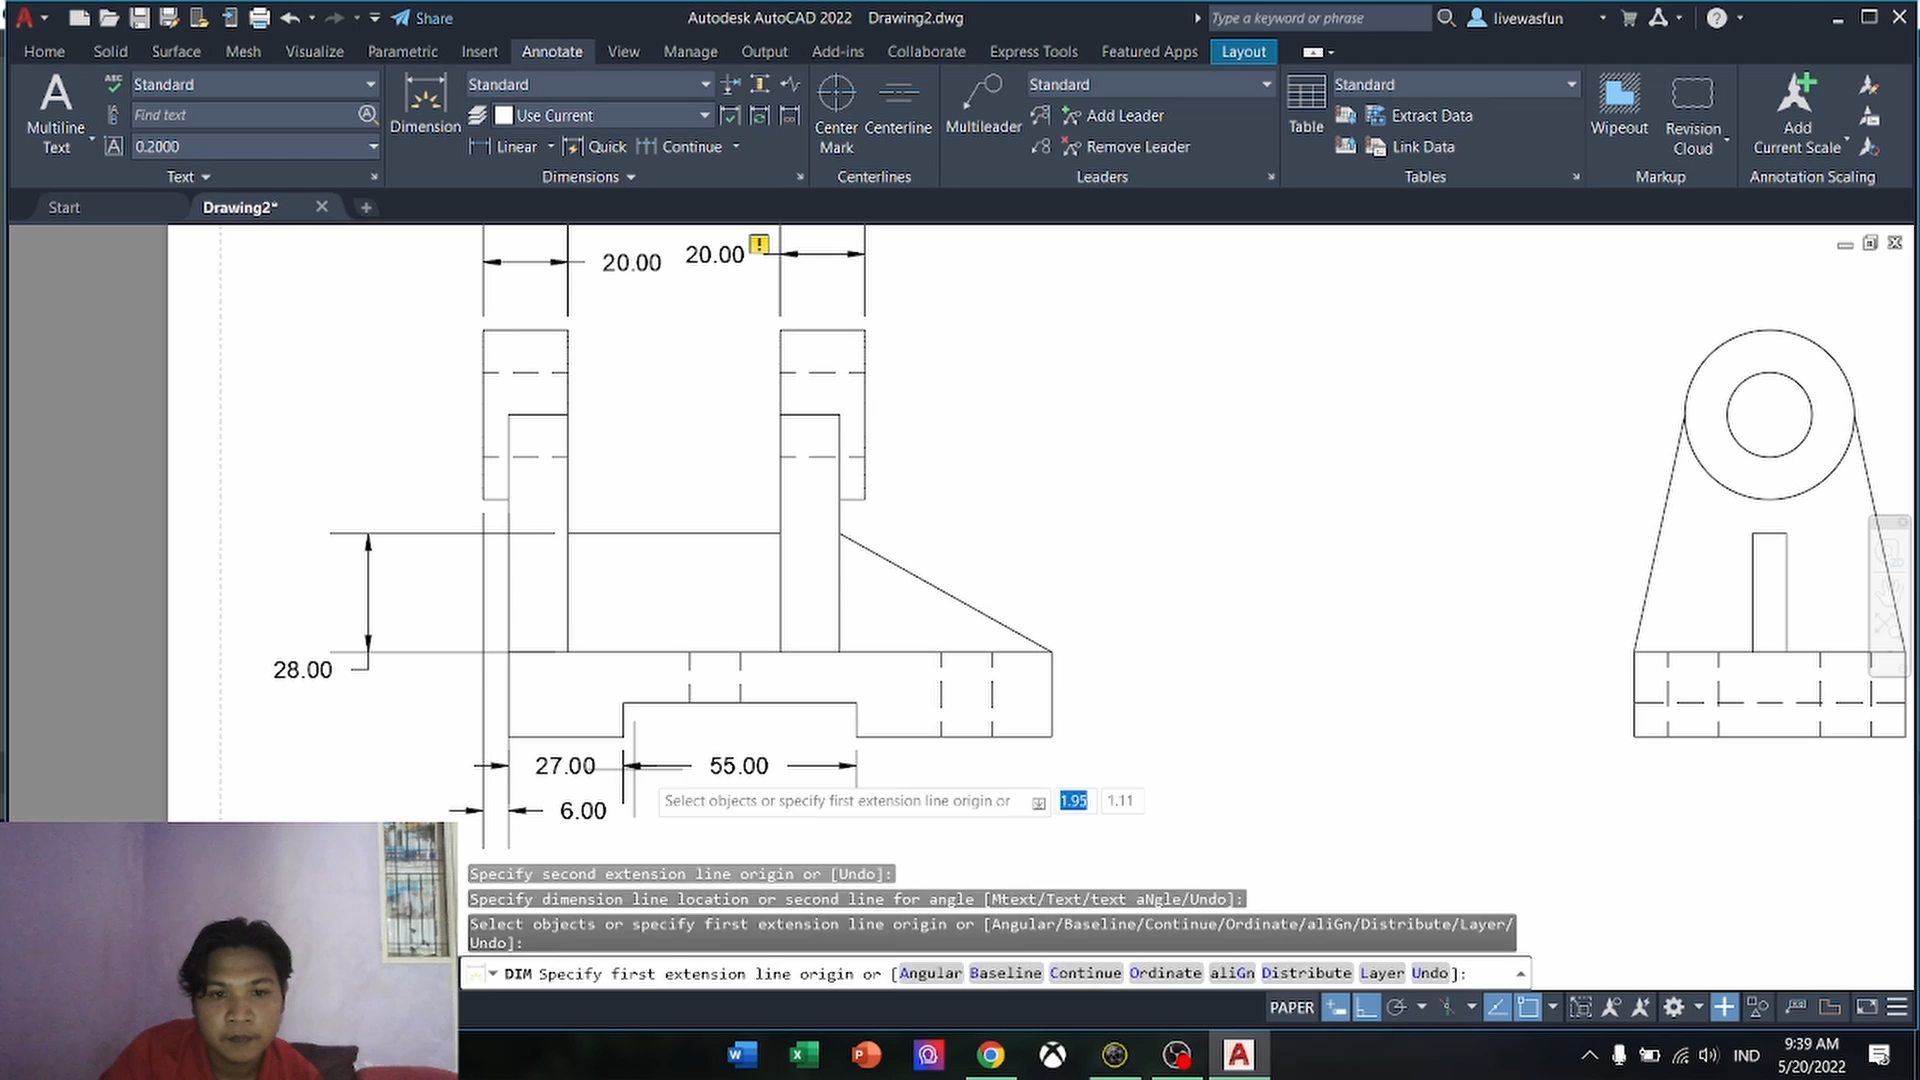 Share
Autodesk AutoCAD 2022 Drawing2.dwg
Type a keyword or phrase
livewasfun
Home Solid Surface Mesh Visualize Parametric Insert Annotate View Manage Output Add-ins Collaborate Express Tools Featured Apps Layout
Multiline Text
ABC
Standard
Find text
0.2000
Text
Dimension
Standard
Use Current
Linear Quick Continue
Dimensions
Center Mark
Centerline
Centerlines
Multileader
Standard
Add Leader
Remove Leader
Leaders
Table
Standard
Extract Data
Link Data
Tables
Wipeout
Revision Cloud
Markup
Add Current Scale
Annotation Scaling
Start Drawing2*
20.00 20.00
28.00
27.00 55.00
6.00
Select objects or specify first extension line origin or 1.95 1.11
Specify second extension line origin or [Undo]:
Specify dimension line location or second line for angle [Mtext/Text/text aNgle/Undo]:
Select objects or specify first extension line origin or [Angular/Baseline/Continue/Ordinate/aliGn/Distribute/Layer/
Undo]:
DIM Specify first extension line origin or [Angular Baseline Continue Ordinate aliGn Distribute Layer Undo]:
PAPER
IND
9:39 AM
5/20/2022